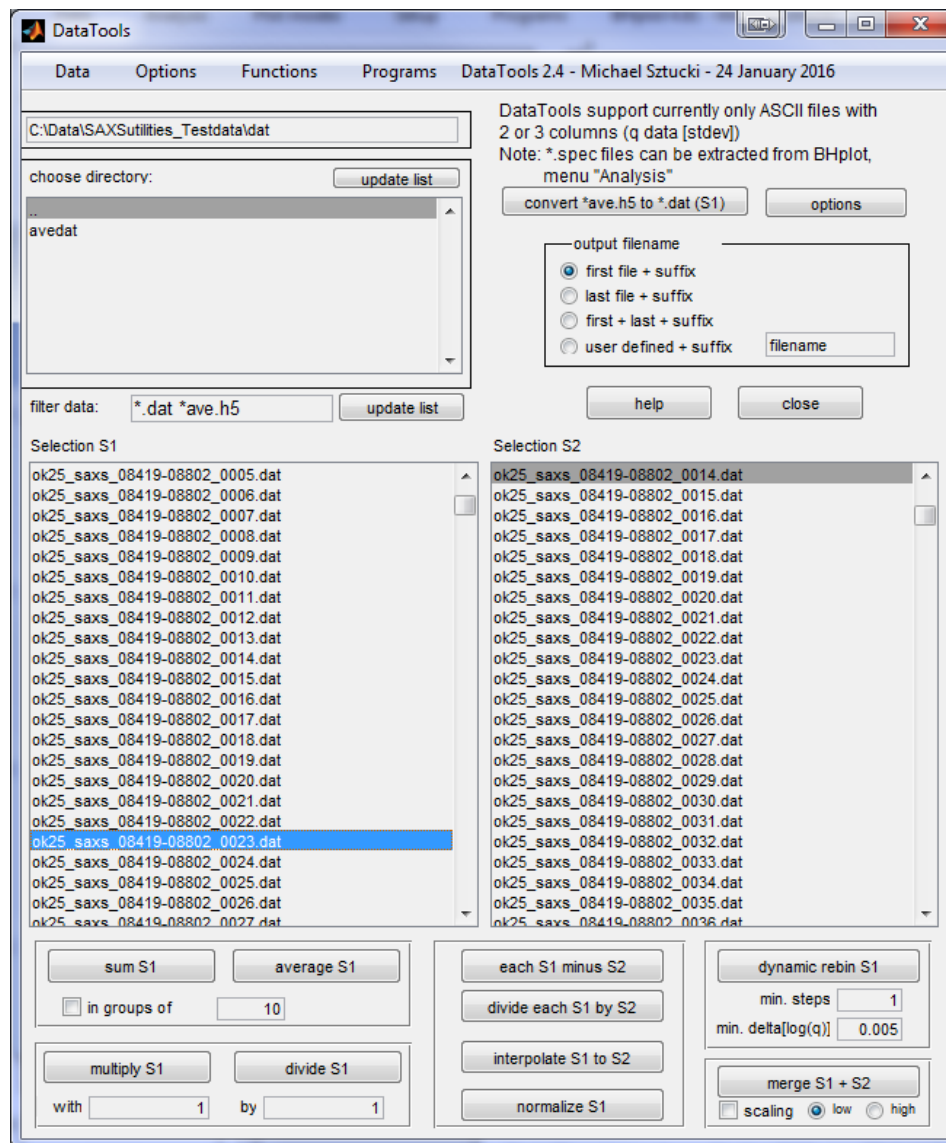 DataTools
Data Options Functions Programs DataTools 2.4 - Michael Sztucki - 24 January 2016
C:\Data\SAXSutilities_Testdata\dat
DataTools support currently only ASCII files with
2 or 3 columns (q data [stdev])
Note: *.spec files can be extracted from BHplot,
menu "Analysis"
choose directory:
update list
..
avedat
convert *ave.h5 to *.dat (S1)
options
output filename
first file + suffix
last file + suffix
first + last + suffix
user defined + suffix
filename
filter data:
*.dat *ave.h5
update list
help
close
Selection S1
ok25_saxs_08419-08802_0005.dat
ok25_saxs_08419-08802_0006.dat
ok25_saxs_08419-08802_0007.dat
ok25_saxs_08419-08802_0008.dat
ok25_saxs_08419-08802_0009.dat
ok25_saxs_08419-08802_0010.dat
ok25_saxs_08419-08802_0011.dat
ok25_saxs_08419-08802_0012.dat
ok25_saxs_08419-08802_0013.dat
ok25_saxs_08419-08802_0014.dat
ok25_saxs_08419-08802_0015.dat
ok25_saxs_08419-08802_0016.dat
ok25_saxs_08419-08802_0017.dat
ok25_saxs_08419-08802_0018.dat
ok25_saxs_08419-08802_0019.dat
ok25_saxs_08419-08802_0020.dat
ok25_saxs_08419-08802_0021.dat
ok25_saxs_08419-08802_0022.dat
ok25_saxs_08419-08802_0023.dat
ok25_saxs_08419-08802_0024.dat
ok25_saxs_08419-08802_0025.dat
ok25_saxs_08419-08802_0026.dat
ok25_saxs_08419-08802_0027.dat
Selection S2
ok25_saxs_08419-08802_0014.dat
ok25_saxs_08419-08802_0015.dat
ok25_saxs_08419-08802_0016.dat
ok25_saxs_08419-08802_0017.dat
ok25_saxs_08419-08802_0018.dat
ok25_saxs_08419-08802_0019.dat
ok25_saxs_08419-08802_0020.dat
ok25_saxs_08419-08802_0021.dat
ok25_saxs_08419-08802_0022.dat
ok25_saxs_08419-08802_0023.dat
ok25_saxs_08419-08802_0024.dat
ok25_saxs_08419-08802_0025.dat
ok25_saxs_08419-08802_0026.dat
ok25_saxs_08419-08802_0027.dat
ok25_saxs_08419-08802_0028.dat
ok25_saxs_08419-08802_0029.dat
ok25_saxs_08419-08802_0030.dat
ok25_saxs_08419-08802_0031.dat
ok25_saxs_08419-08802_0032.dat
ok25_saxs_08419-08802_0033.dat
ok25_saxs_08419-08802_0034.dat
ok25_saxs_08419-08802_0035.dat
ok25_saxs_08419-08802_0036.dat
sum S1
average S1
in groups of 10
multiply S1
divide S1
with 1 by 1
each S1 minus S2
divide each S1 by S2
interpolate S1 to S2
normalize S1
dynamic rebin S1
min. steps 1
min. delta[log(q)] 0.005
merge S1 + S2
scaling low high